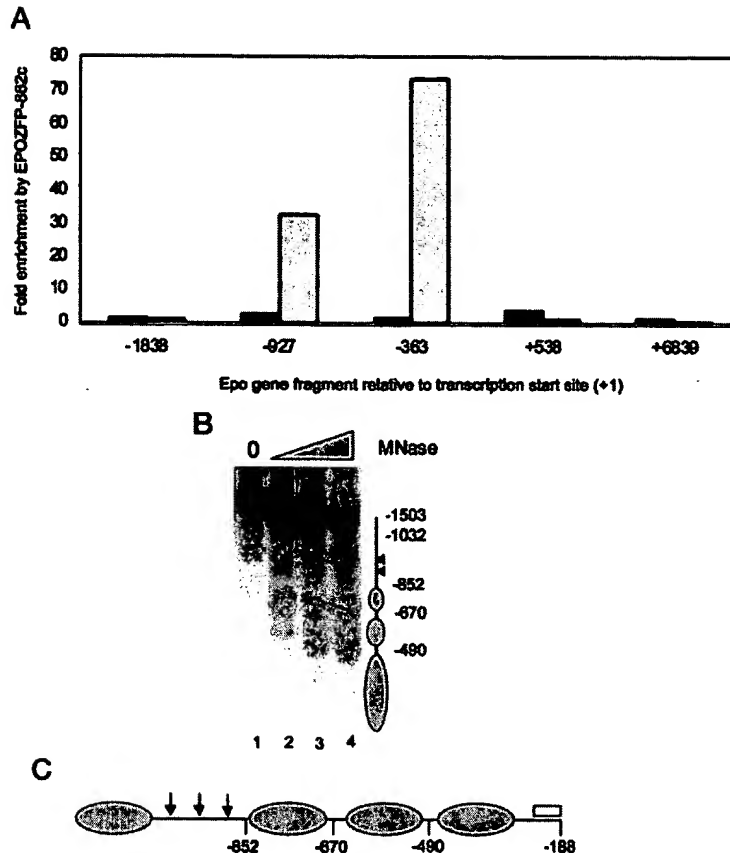 A
80
70
60
50
40
30
20
10
0
Fold enrichment by EPOZFP-862c
-1838 -927 -363 +538 +6839
Epo gene fragment relative to transcription start site (+1)
B
0 MNase
-1503
-1032
-852
-670
-490
1 2 3 4
C
-852 -670 -490 -188